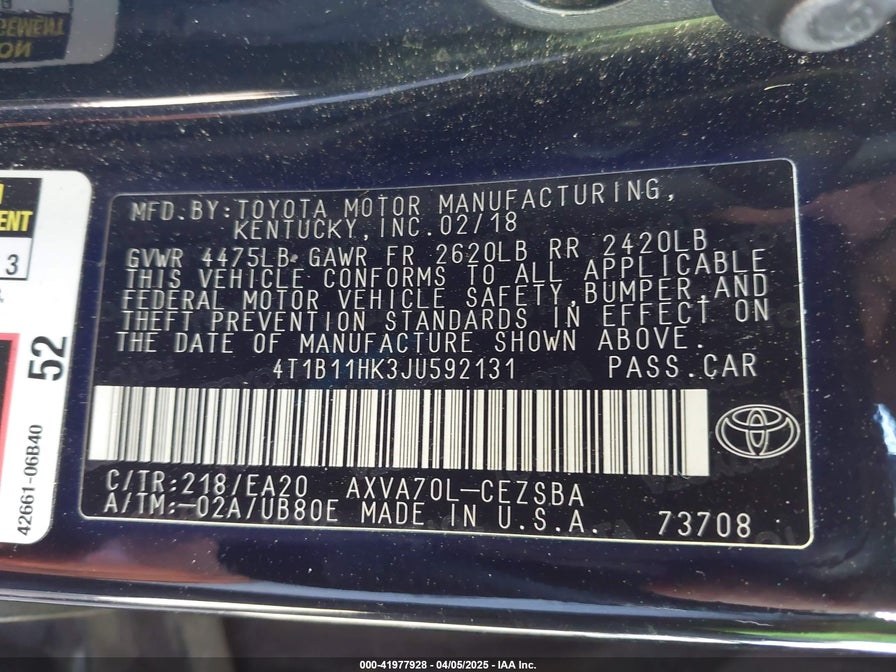 MFD.BY:TOYOTA MOTOR MANUFACTURING,
KENTUCKY,INC.02/18
GVWR 4475LB GAWR FR 2620LB RR 2420LB
THIS VEHICLE CONFORMS TO ALL APPLICABLE
FEDERAL MOTOR VEHICLE SAFETY,BUMPER,AND
THEFT PREVENTION STANDARDS IN EFFECT ON
THE DATE OF MANUFACTURE SHOWN ABOVE.
4T1B11HK3JU592131 PASS.CAR
C/TR:218/EA20 AXVA70L-CEZSBA
A/TM:-02A/UB80E MADE IN U.S.A. 73708
3
52
42661-06B40
000-41977928 - 04/05/2025 - IAA Inc.